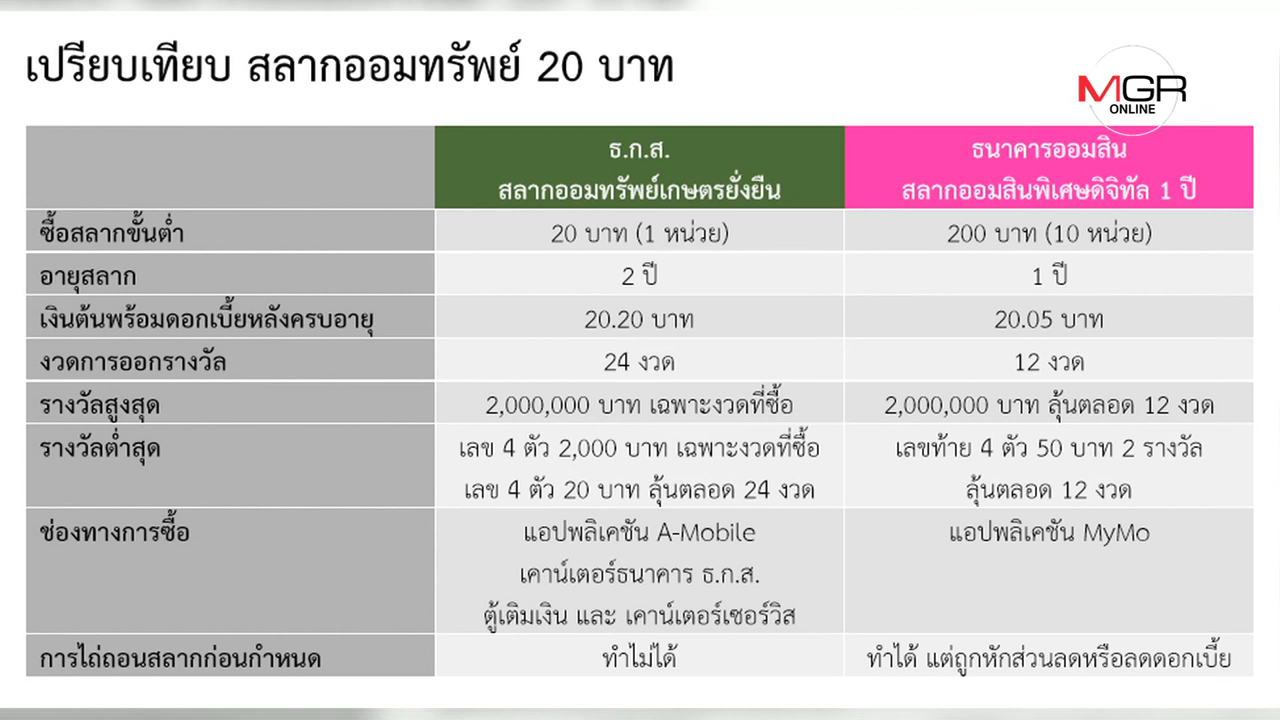 เปรียบเทียบ สลากออมทรัพย์ 20 บาท
MGR
ONLINE
ธ.ก.ส.
สลากออมทรัพย์เกษตรยั่งยืน
ธนาคารออมสิน
สลากออมสินพิเศษดิจิทัล 1 ปี
ซื้อสลากขั้นต่ำ
20 บาท (1 หน่วย)
200 บาท (10 หน่วย)
อายุสลาก
2 ปี
1 ปี
เงินต้นพร้อมดอกเบี้ยหลังครบอายุ
20.20 บาท
20.05 บาท
งวดการออกรางวัล
24 งวด
12 งวด
รางวัลสูงสุด
2,000,000 บาท เฉพาะงวดที่ซื้อ
2,000,000 บาท ลุ้นตลอด 12 งวด
รางวัลต่ำสุด
เลข 4 ตัว 2,000 บาท เฉพาะงวดที่ซื้อ
เลข 4 ตัว 20 บาท ลุ้นตลอด 24 งวด
เลขท้าย 4 ตัว 50 บาท 2 รางวัล
ลุ้นตลอด 12 งวด
ช่องทางการซื้อ
แอปพลิเคชัน A-Mobile
เคาน์เตอร์ธนาคาร ธ.ก.ส.
ตู้เติมเงิน และ เคาน์เตอร์เซอร์วิส
แอปพลิเคชัน MyMo
การไถ่ถอนสลากก่อนกำหนด
ทำไม่ได้
ทำได้ แต่ถูกหักส่วนลดหรือลดดอกเบี้ย